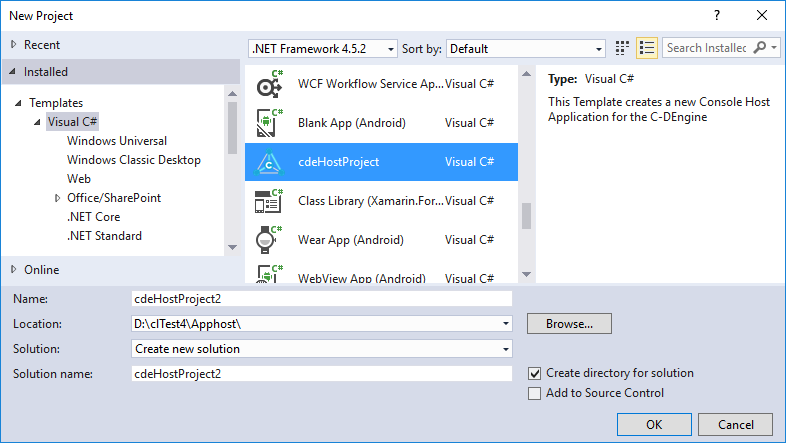 New Project
? 
Recent
.NET Framework 4.5.2 Sort by: Default
Search Installec
Installed
Templates
Visual C#
Windows Universal
Windows Classic Desktop
Web
Office/SharePoint
.NET Core
.NET Standard
Online
C#
WCF Workflow Service Ap... Visual C#
C#
Blank App (Android) Visual C#
C
cdeHostProject Visual C#
C#
Class Library (Xamarin.For... Visual C#
C#
Wear App (Android) Visual C#
C#
WebView App (Android) Visual C#
Type: Visual C#
This Template creates a new Console Host
Application for the C-DEngine
Name: cdeHostProject2
Location: D:\clTest4\Apphost\
Browse...
Solution: Create new solution
Solution name: cdeHostProject2
Create directory for solution
Add to Source Control
OK Cancel